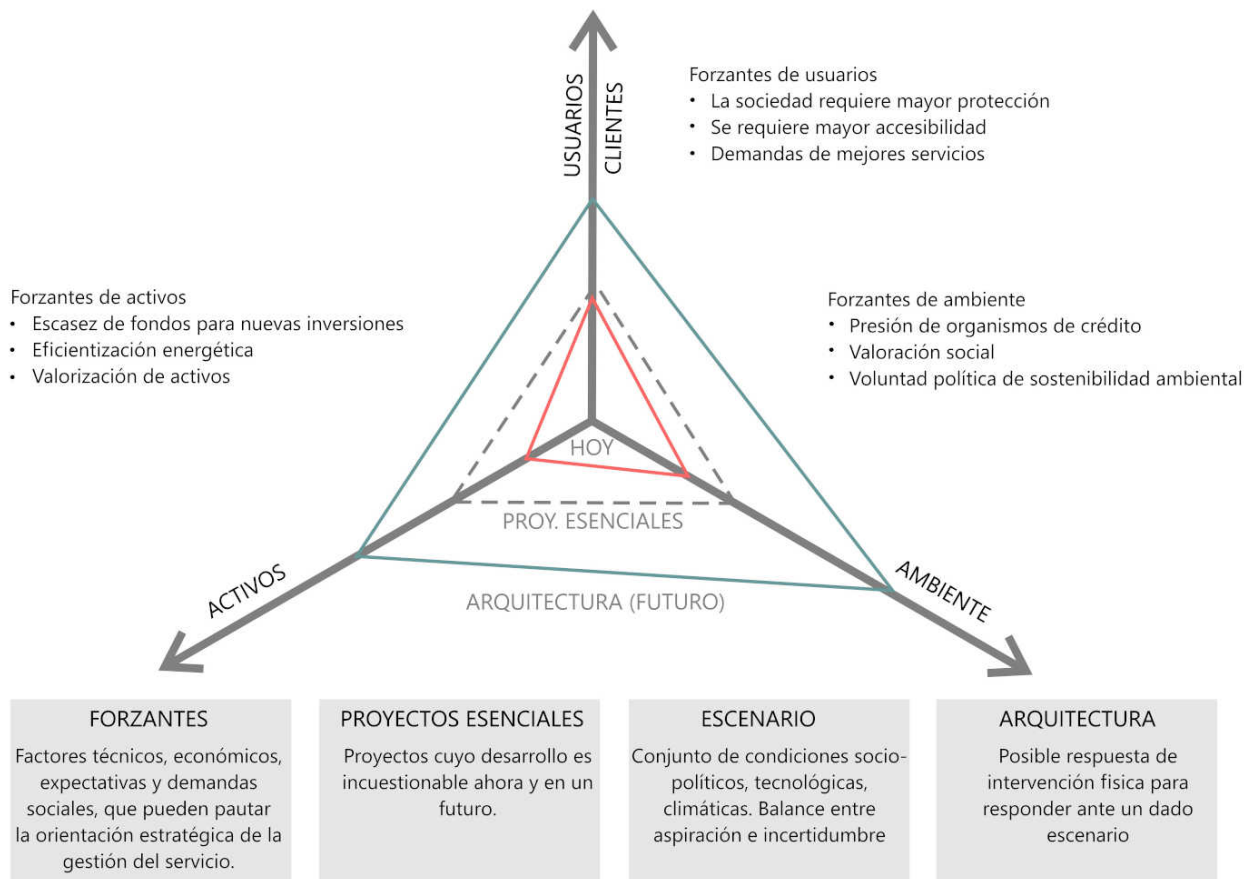 USUARIOS
CLIENTES
Forzantes de usuarios
• La sociedad requiere mayor protección
• Se requiere mayor accesibilidad
• Demandas de mejores servicios
Forzantes de activos
• Escasez de fondos para nuevas inversiones
• Eficientización energética
• Valorización de activos
Forzantes de ambiente
• Presión de organismos de crédito
• Valoración social
• Voluntad política de sostenibilidad ambiental
HOY
PROY. ESENCIALES
ARQUITECTURA (FUTURO)
ACTIVOS
AMBIENTE
FORZANTES
Factores técnicos, económicos,
expectativas y demandas
sociales, que pueden pautar
la orientación estratégica de la
gestión del servicio.
PROYECTOS ESENCIALES
Proyectos cuyo desarrollo es
incuestionable ahora y en un
futuro.
ESCENARIO
Conjunto de condiciones socio-
políticos, tecnológicas,
climáticas. Balance entre
aspiración e incertidumbre
ARQUITECTURA
Posible respuesta de
intervención física para
responder ante un dado
escenario